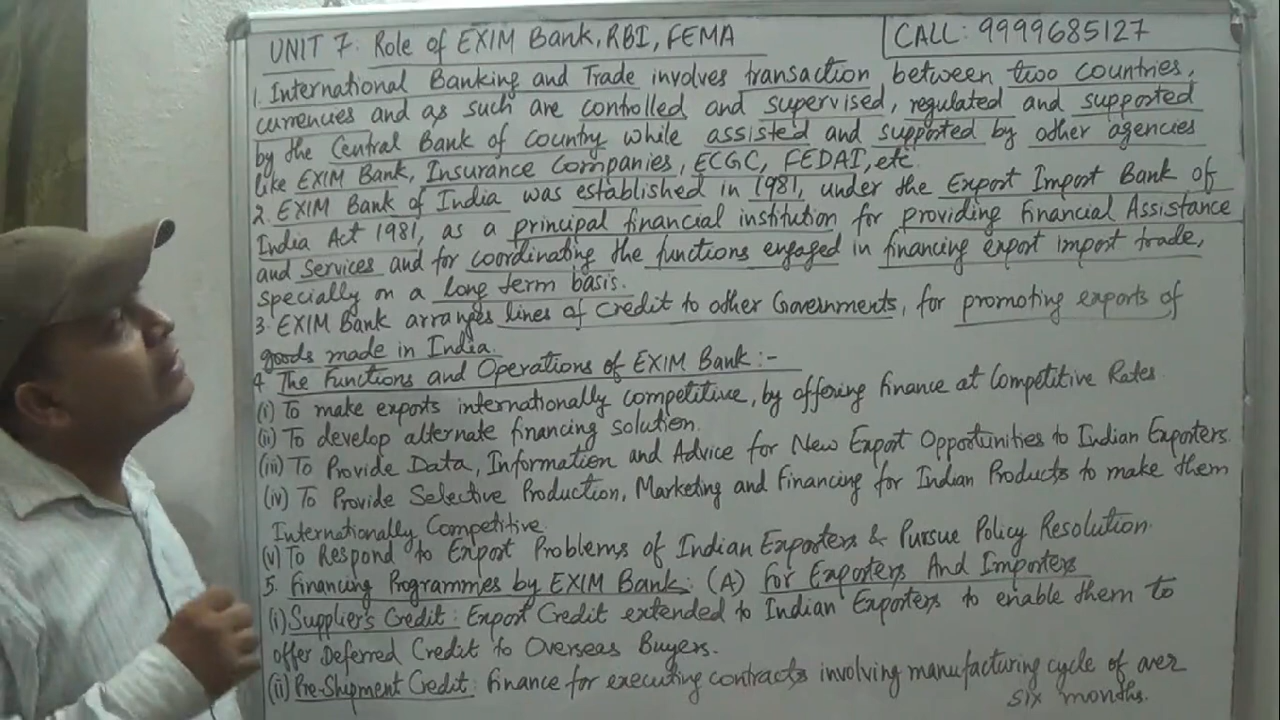 UNIT 7. Role of EXIM Bank, RBI, FEMA
CALL: 9999685127
1. International Banking and Trade involves transaction between two countries,
currencies and as such are controlled and supervised, regulated and supported
by the Central Bank of country while assisted and supported by other agencies
like EXIM Bank, Insurance Companies, ECGC, FEDAI, etc.
2. EXIM Bank of India was established in 1981, under the Export Import Bank of
India Act 1981, as a principal financial institution for providing Financial Assistance
and Services and for coordinating the functions engaged in financing export import trade,
specially on a long term basis.
3. EXIM Bank arranges lines of credit to other Governments, for promoting exports of
goods made in India.
4. The Functions and Operations of EXIM Bank:-
(i) To make exports internationally competitive, by offering finance at Competitive Rates.
(ii) To develop alternate financing solution.
(iii) To Provide Data, Information and Advice for New Export Opportunities to Indian Exporters.
(iv) To Provide Selective Production, Marketing and Financing for Indian Products to make them
Internationally Competitive.
(v) To Respond to Export Problems of Indian Exporters & Pursue Policy Resolution.
5. Financing Programmes by EXIM Bank: (A) For Exporters And Importers
(i) Supplier's Credit: Export Credit extended to Indian Exporters to enable them to
offer Deferred Credit to Overseas Buyers.
(ii) Pre-Shipment Credit: Finance for executing contracts involving manufacturing cycle of over
six months.